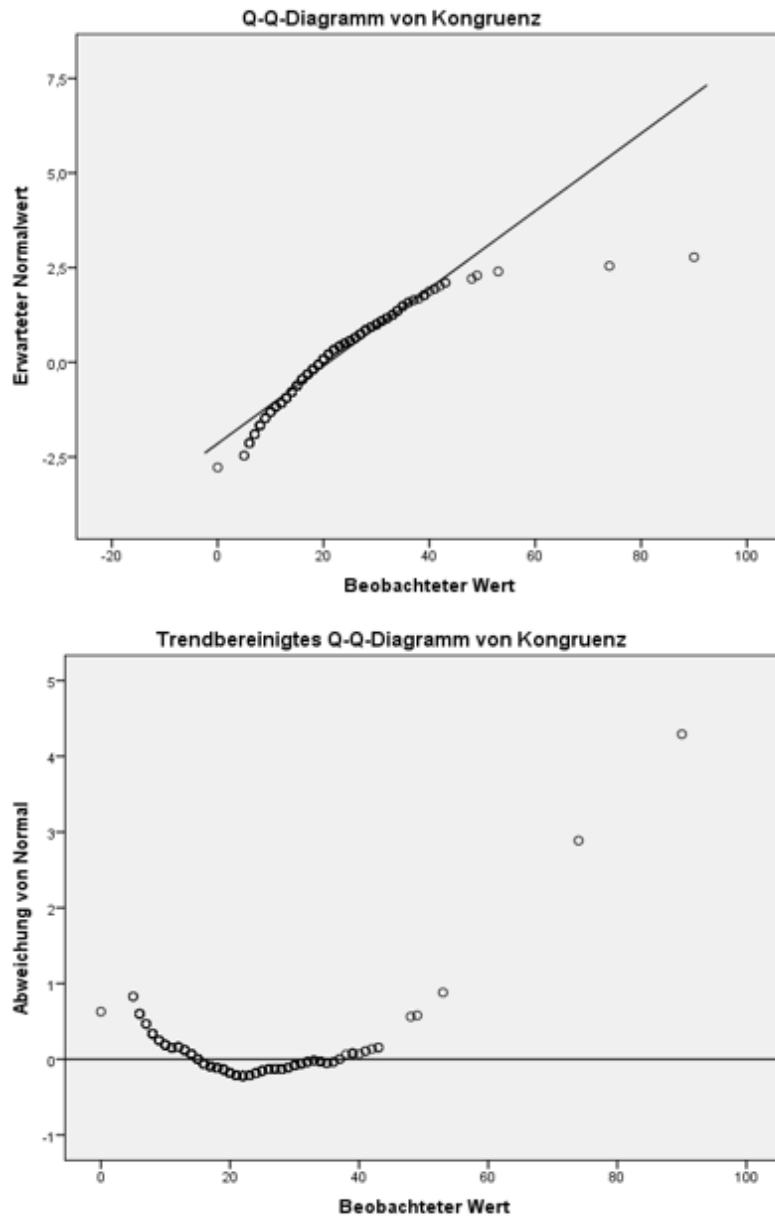 Q-Q-Diagramm von Kongruenz
7,5
5,0
2,5
0,0
-2,5
Erwarteter Normalwert
-20 0 20 40 60 80 100
Beobachteter Wert
Trendbereinigtes Q-Q-Diagramm von Kongruenz
5
4
3
2
1
0
-1
Abweichung von Normal
0 20 40 60 80 100
Beobachteter Wert